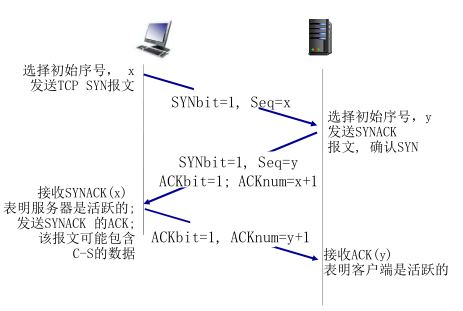 选择初始序号， x
发送TCP SYN报文
SYNbit=1, Seq=x
选择初始序号，y
发送SYNACK
报文, 确认SYN
SYNbit=1, Seq=y
ACKbit=1; ACKnum=x+1
接收SYNACK(x)
表明服务器是活跃的;
发送SYNACK 的ACK;
该报文可能包含
C-S的数据
ACKbit=1, ACKnum=y+1
接收ACK(y)
表明客户端是活跃的